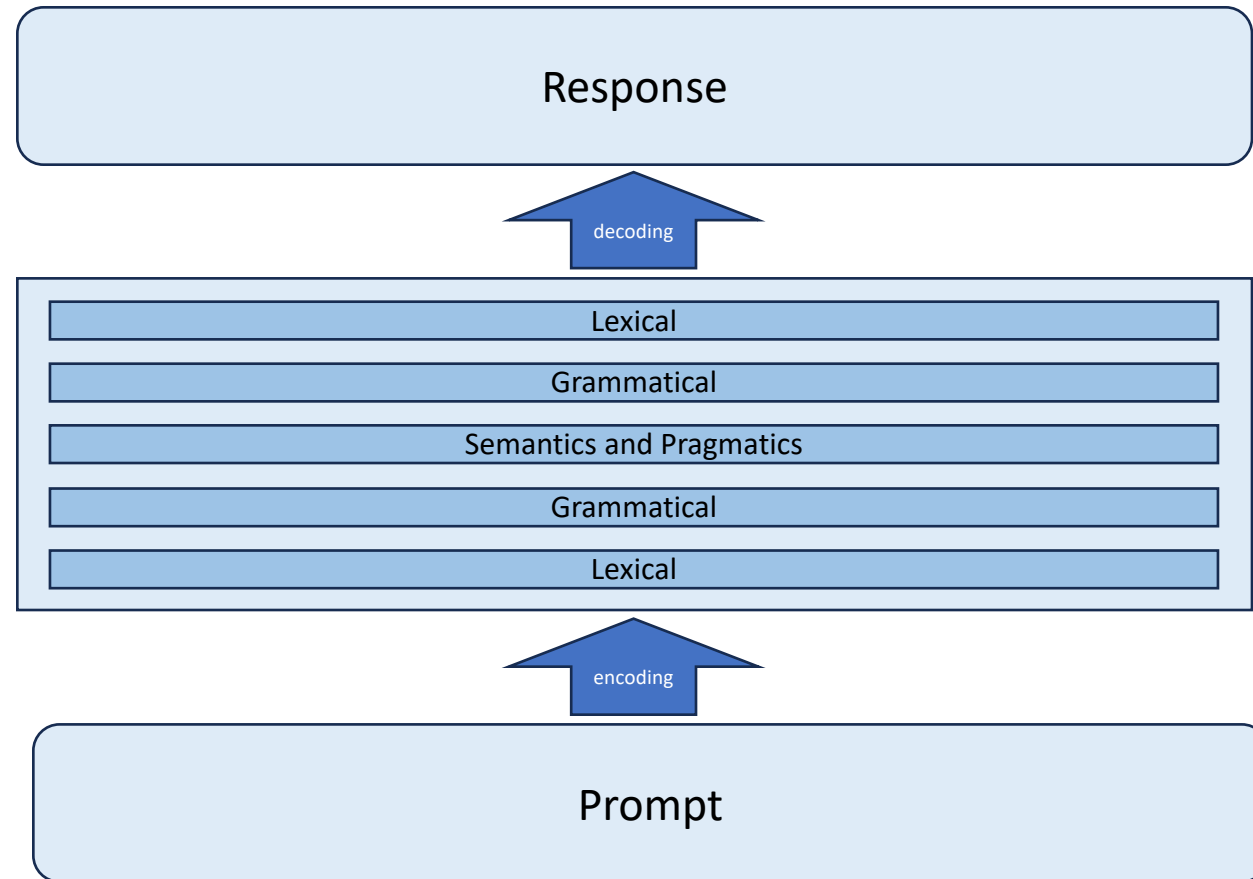 Response
decoding
Lexical
Grammatical
Semantics and Pragmatics
Grammatical
Lexical
encoding
Prompt